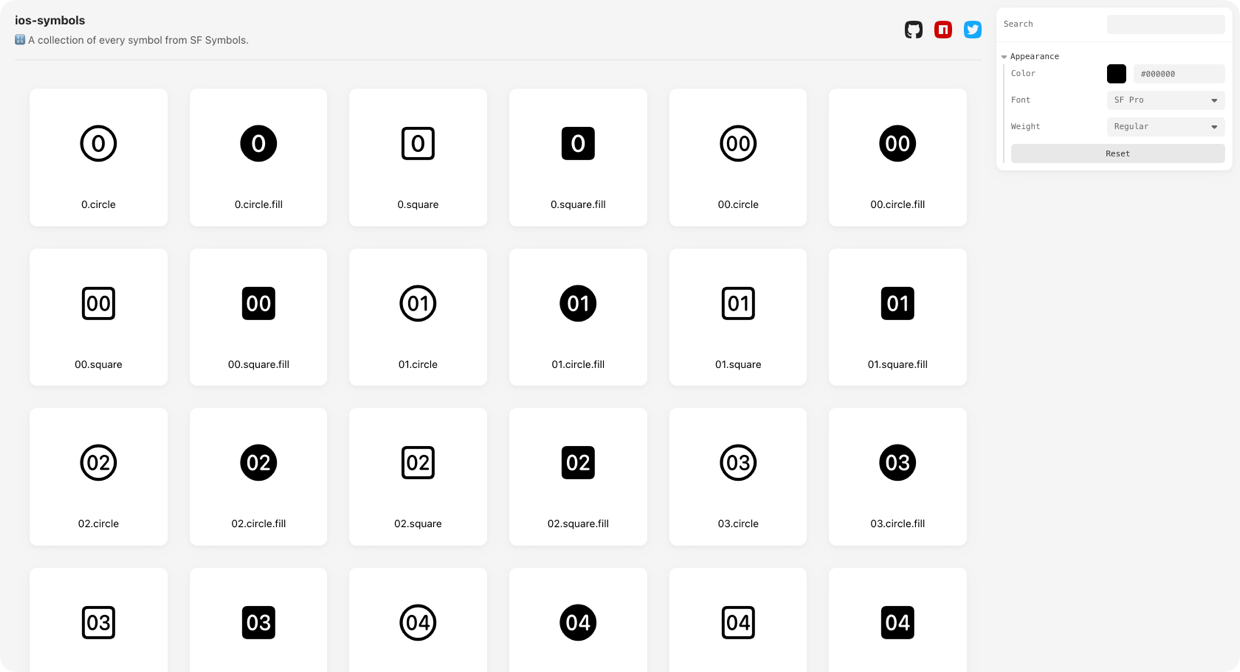 ios-symbols
A collection of every symbol from SF Symbols.
Search
Appearance
Color
#000000
Font
SF Pro
Weight
Regular
Reset
0 0 0 0 00 00
0.circle 0.circle.fill 0.square 0.square.fill 00.circle 00.circle.fill
00 00 01 01 01 01
00.square 00.square.fill 01.circle 01.circle.fill 01.square 01.square.fill
02 02 02 02 03 03
02.circle 02.circle.fill 02.square 02.square.fill 03.circle 03.circle.fill
03 03 04 04 04 04